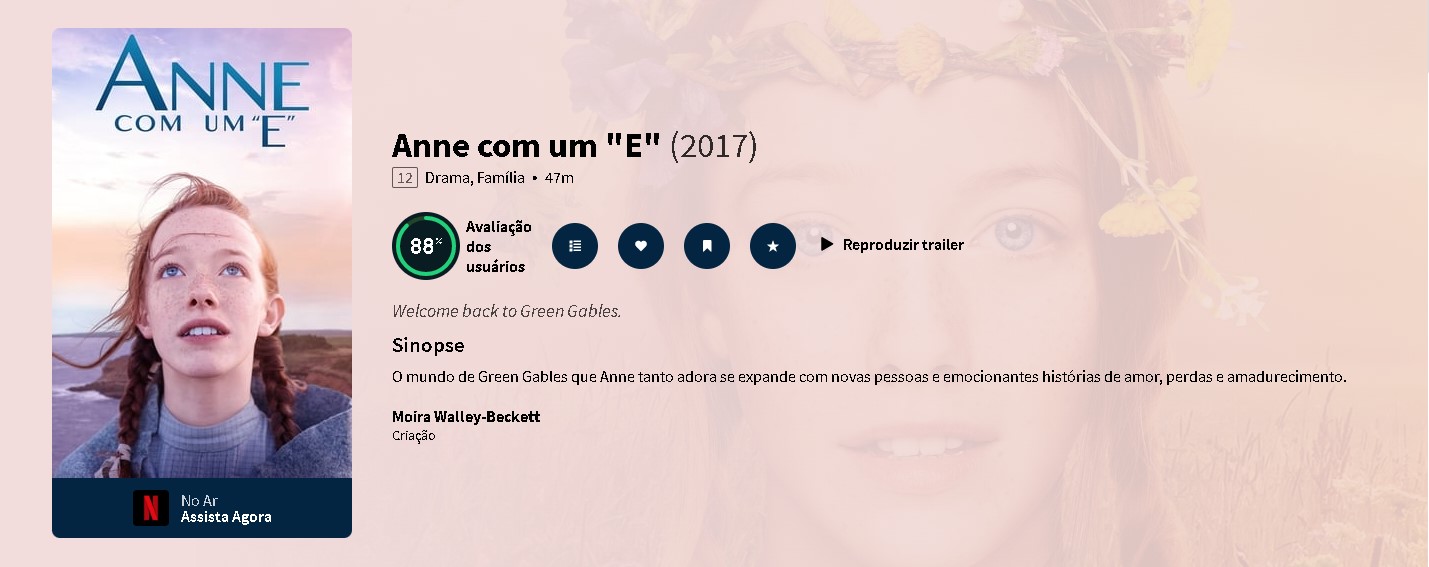 ANNE
COM UM "E"
N
No Ar
Assista Agora
Anne com um "E" (2017)
12 Drama, Família • 47m
88%
Avaliação
dos
usuários
Reproduzir trailer
Welcome back to Green Gables.
Sinopse
O mundo de Green Gables que Anne tanto adora se expande com novas pessoas e emocionantes histórias de amor, perdas e amadurecimento.
Moira Walley-Beckett
Criação